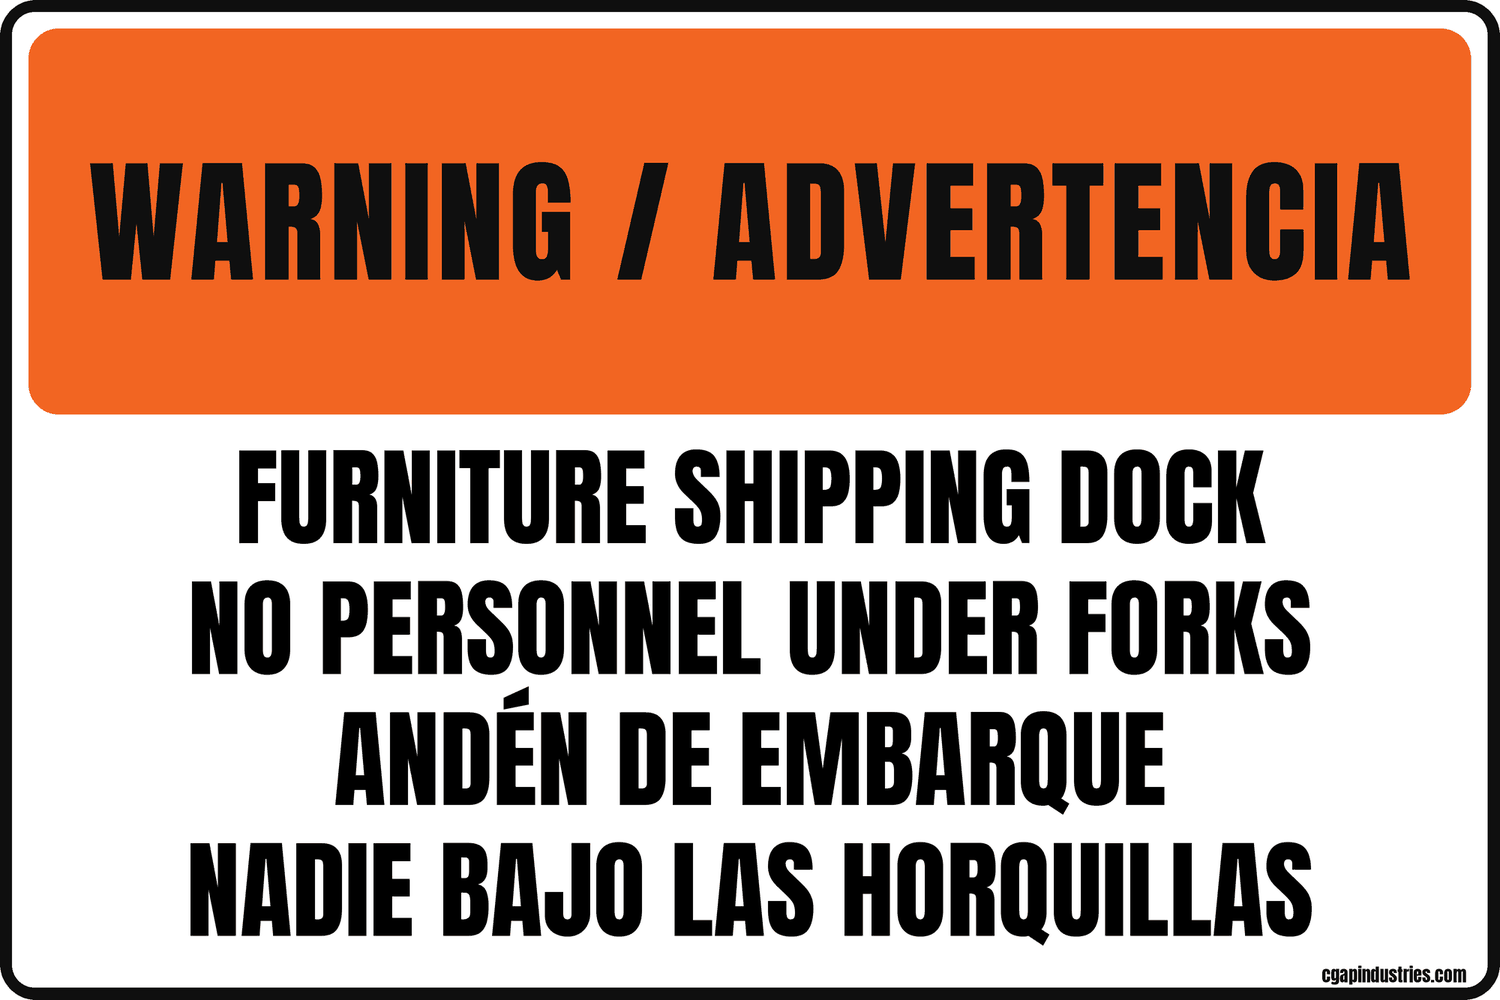 WARNING / ADVERTENCIA
FURNITURE SHIPPING DOCK
NO PERSONNEL UNDER FORKS
ANDÉN DE EMBARQUE
NADIE BAJO LAS HORQUILLAS
cgapindustries.com